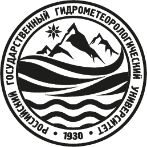 РОССИЙСКИЙ ГОСУДАРСТВЕННЫЙ ГИДРОМЕТЕОРОЛОГИЧЕСКИЙ УНИВЕРСИТЕТ
1930